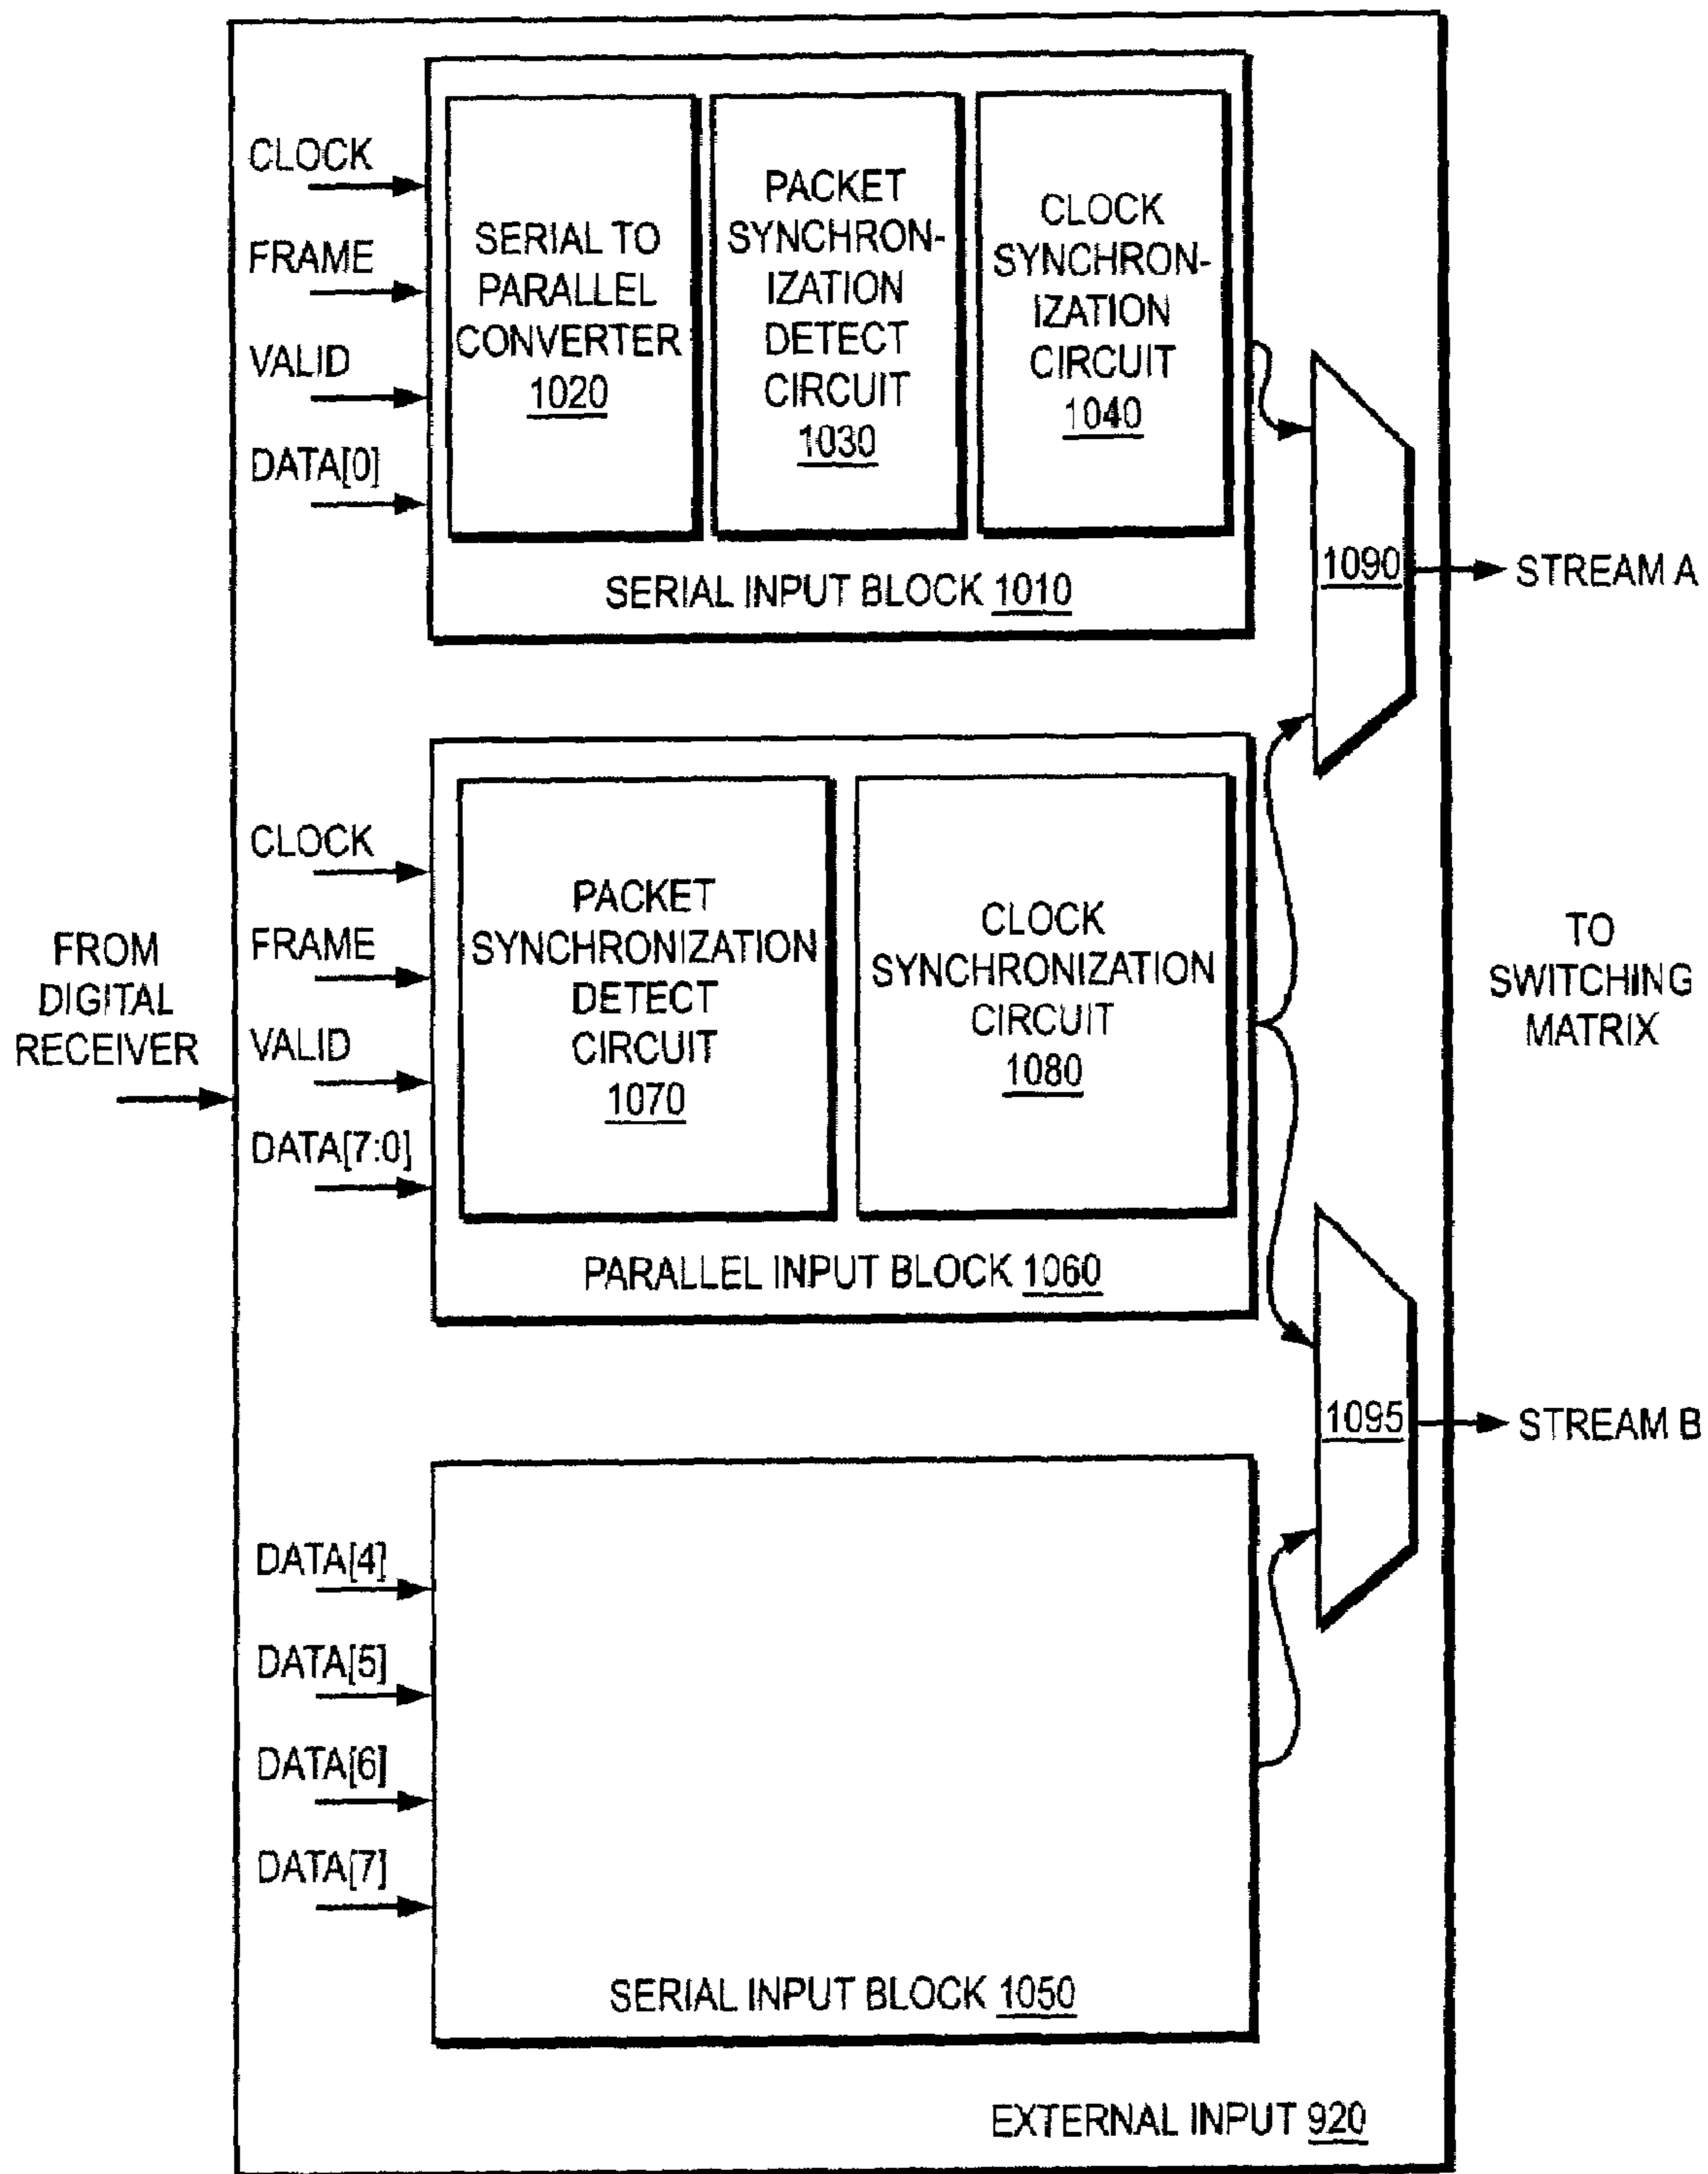 CLOCK
FRAME
VALID
DATA[0]
SERIAL TO
PARALLEL
CONVERTER
1020
PACKET
SYNCHRON-
IZATION
DETECT
CIRCUIT
1030
CLOCK
SYNCHRON-
IZATION
CIRCUIT
1040
SERIAL INPUT BLOCK 1010
1090
STREAM A
FROM
DIGITAL
RECEIVER
CLOCK
FRAME
VALID
DATA[7:0]
PACKET
SYNCHRONIZATION
DETECT
CIRCUIT
1070
CLOCK
SYNCHRONIZATION
CIRCUIT
1080
PARALLEL INPUT BLOCK 1060
TO
SWITCHING
MATRIX
1095
STREAM B
DATA[4]
DATA[5]
DATA[6]
DATA[7]
SERIAL INPUT BLOCK 1050
EXTERNAL INPUT 920